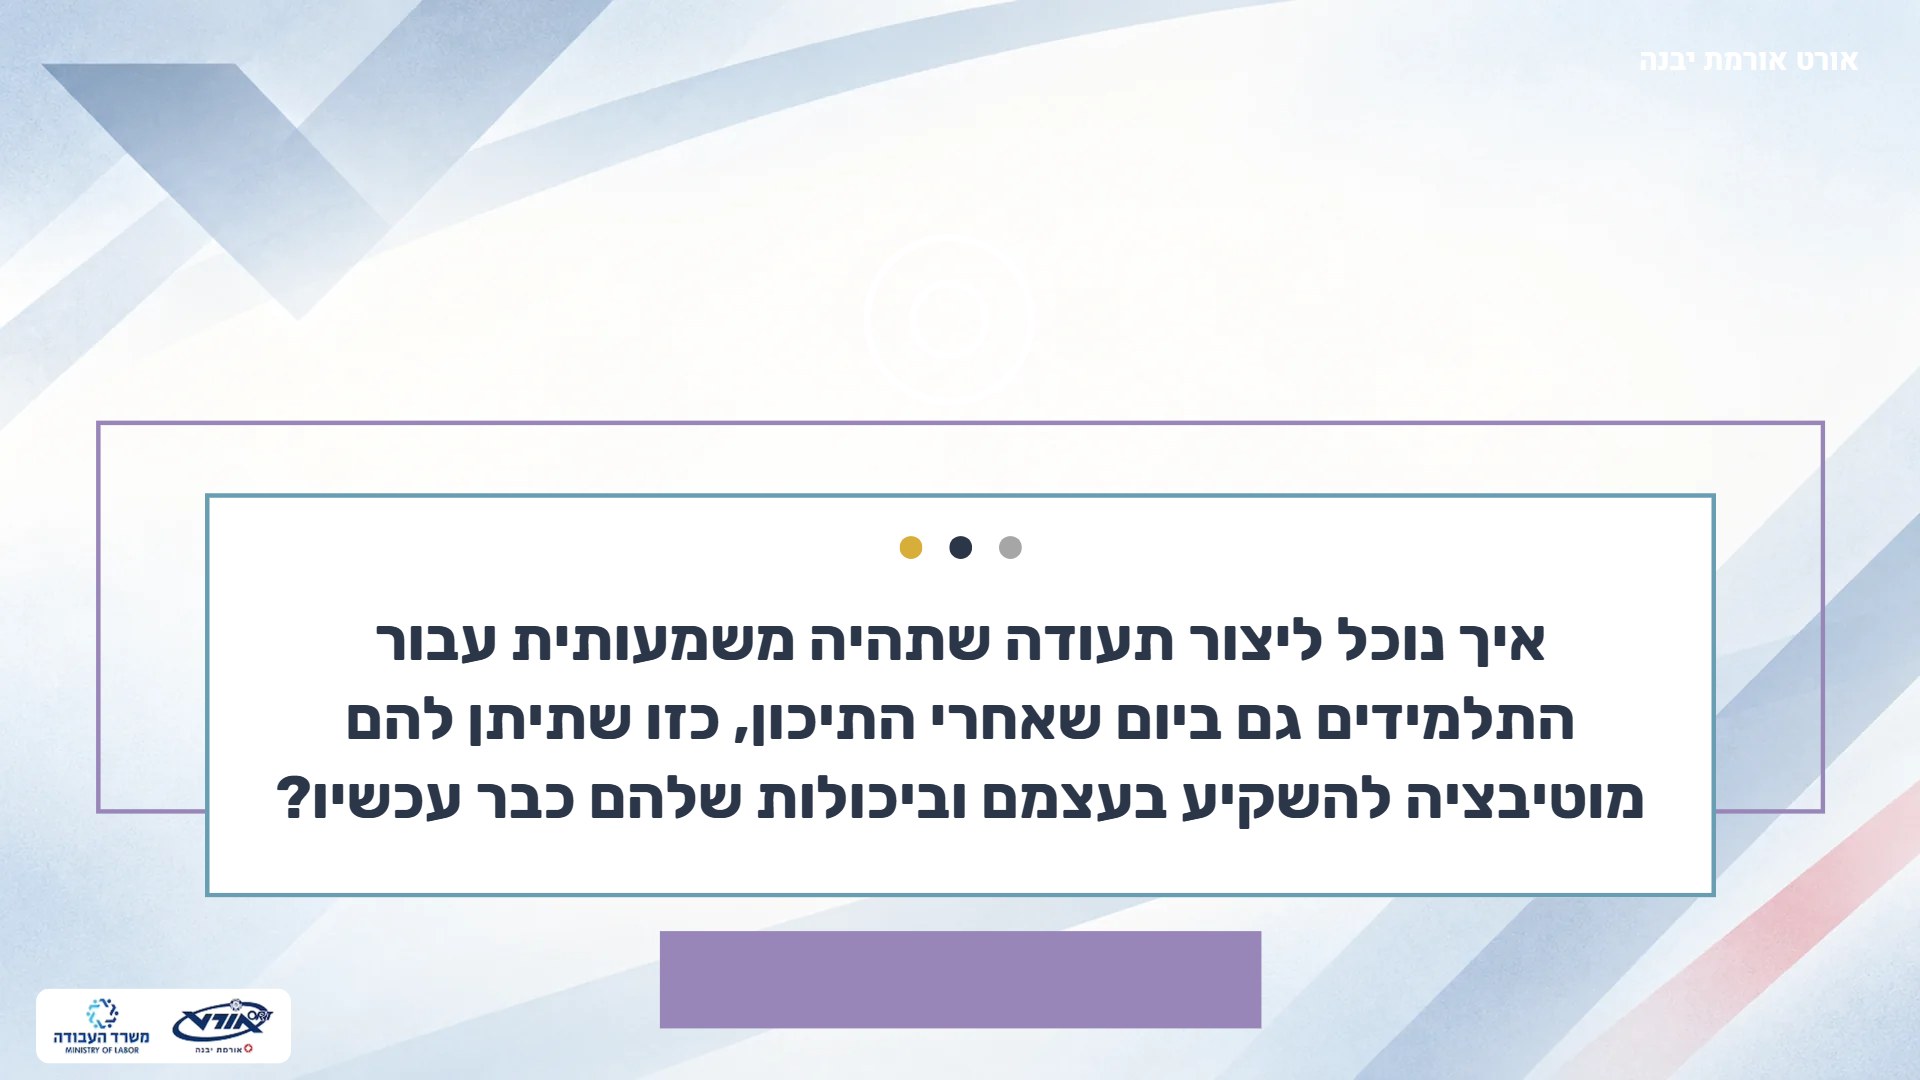 אורט אורמת יבנה
איך נוכל ליצור תעודה שתהיה משמעותית עבור
התלמידים גם ביום שאחרי התיכון, כזו שתיתן להם
מוטיבציה להשקיע בעצמם וביכולות שלהם כבר עכשיו?
משרד העבודה
MINISTRY OF LABOR
אורט ORT
אורמת יבנה